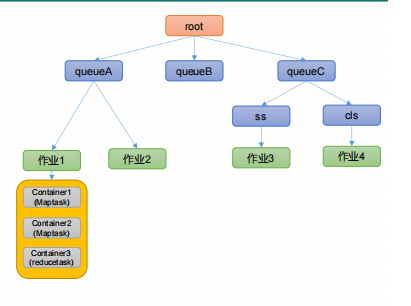 root
queueA
queueB
queueC
ss
cls
作业1
作业2
作业3
作业4
Container1
(Maptask)
Container2
(Maptask)
Container3
(reducetask)